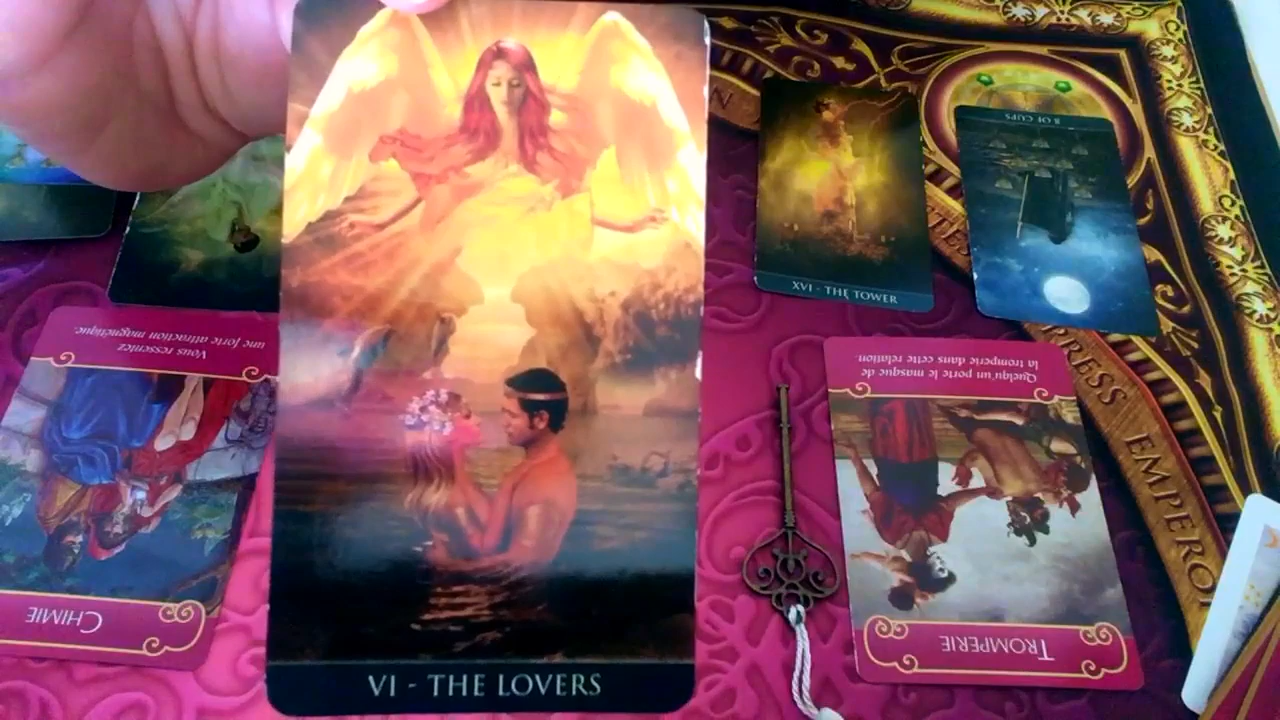 VI - THE LOVERS
XVI - THE TOWER
8 OF CUPS
Vous ressentez
une forte attraction magnétique.
CHIMIE
Quelqu'un porte le masque de
la tromperie dans cette relation.
TROMPERIE
EMPEROR